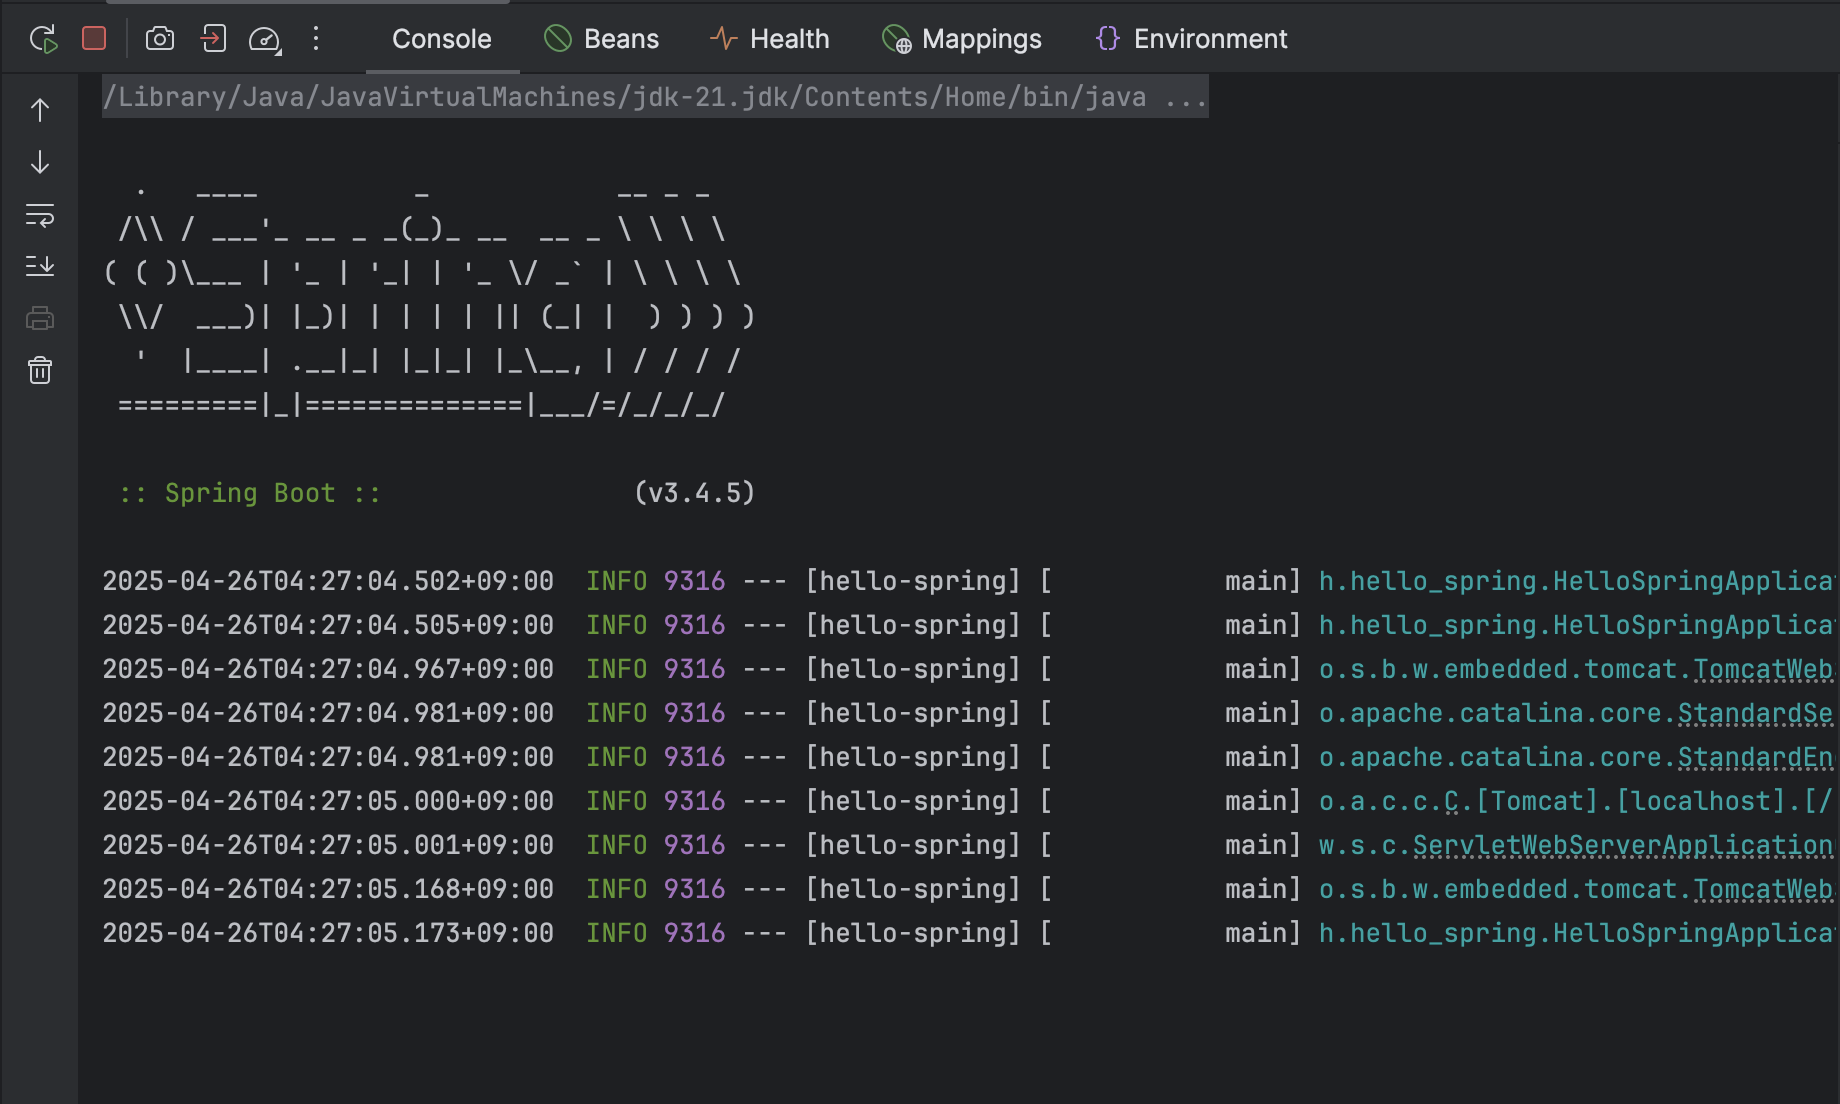 Console Beans Health Mappings Environment
/Library/Java/JavaVirtualMachines/jdk-21.jdk/Contents/Home/bin/java ...
  .   ____          _            __ _ _
 /\\ / ___'_ __ _ _(_)_ __  __ _ \ \ \ \
( ( )\___ | '_ | '_| | '_ \/ _` | \ \ \ \
 \\/  ___)| |_)| | | | | || (_| |  ) ) ) )
  '  |____| .__|_| |_|_| |_\__, | / / / /
 =========|_|==============|___/=/_/_/_/
 :: Spring Boot ::                (v3.4.5)
2025-04-26T04:27:04.502+09:00  INFO 9316 --- [hello-spring] [           main] h.hello_spring.HelloSpringApplica
2025-04-26T04:27:04.505+09:00  INFO 9316 --- [hello-spring] [           main] h.hello_spring.HelloSpringApplica
2025-04-26T04:27:04.967+09:00  INFO 9316 --- [hello-spring] [           main] o.s.b.w.embedded.tomcat.TomcatWeb
2025-04-26T04:27:04.981+09:00  INFO 9316 --- [hello-spring] [           main] o.apache.catalina.core.StandardSe
2025-04-26T04:27:04.981+09:00  INFO 9316 --- [hello-spring] [           main] o.apache.catalina.core.StandardEn
2025-04-26T04:27:05.000+09:00  INFO 9316 --- [hello-spring] [           main] o.a.c.c.C.[Tomcat].[localhost].[/
2025-04-26T04:27:05.001+09:00  INFO 9316 --- [hello-spring] [           main] w.s.c.ServletWebServerApplication
2025-04-26T04:27:05.168+09:00  INFO 9316 --- [hello-spring] [           main] o.s.b.w.embedded.tomcat.TomcatWeb
2025-04-26T04:27:05.173+09:00  INFO 9316 --- [hello-spring] [           main] h.hello_spring.HelloSpringApplica